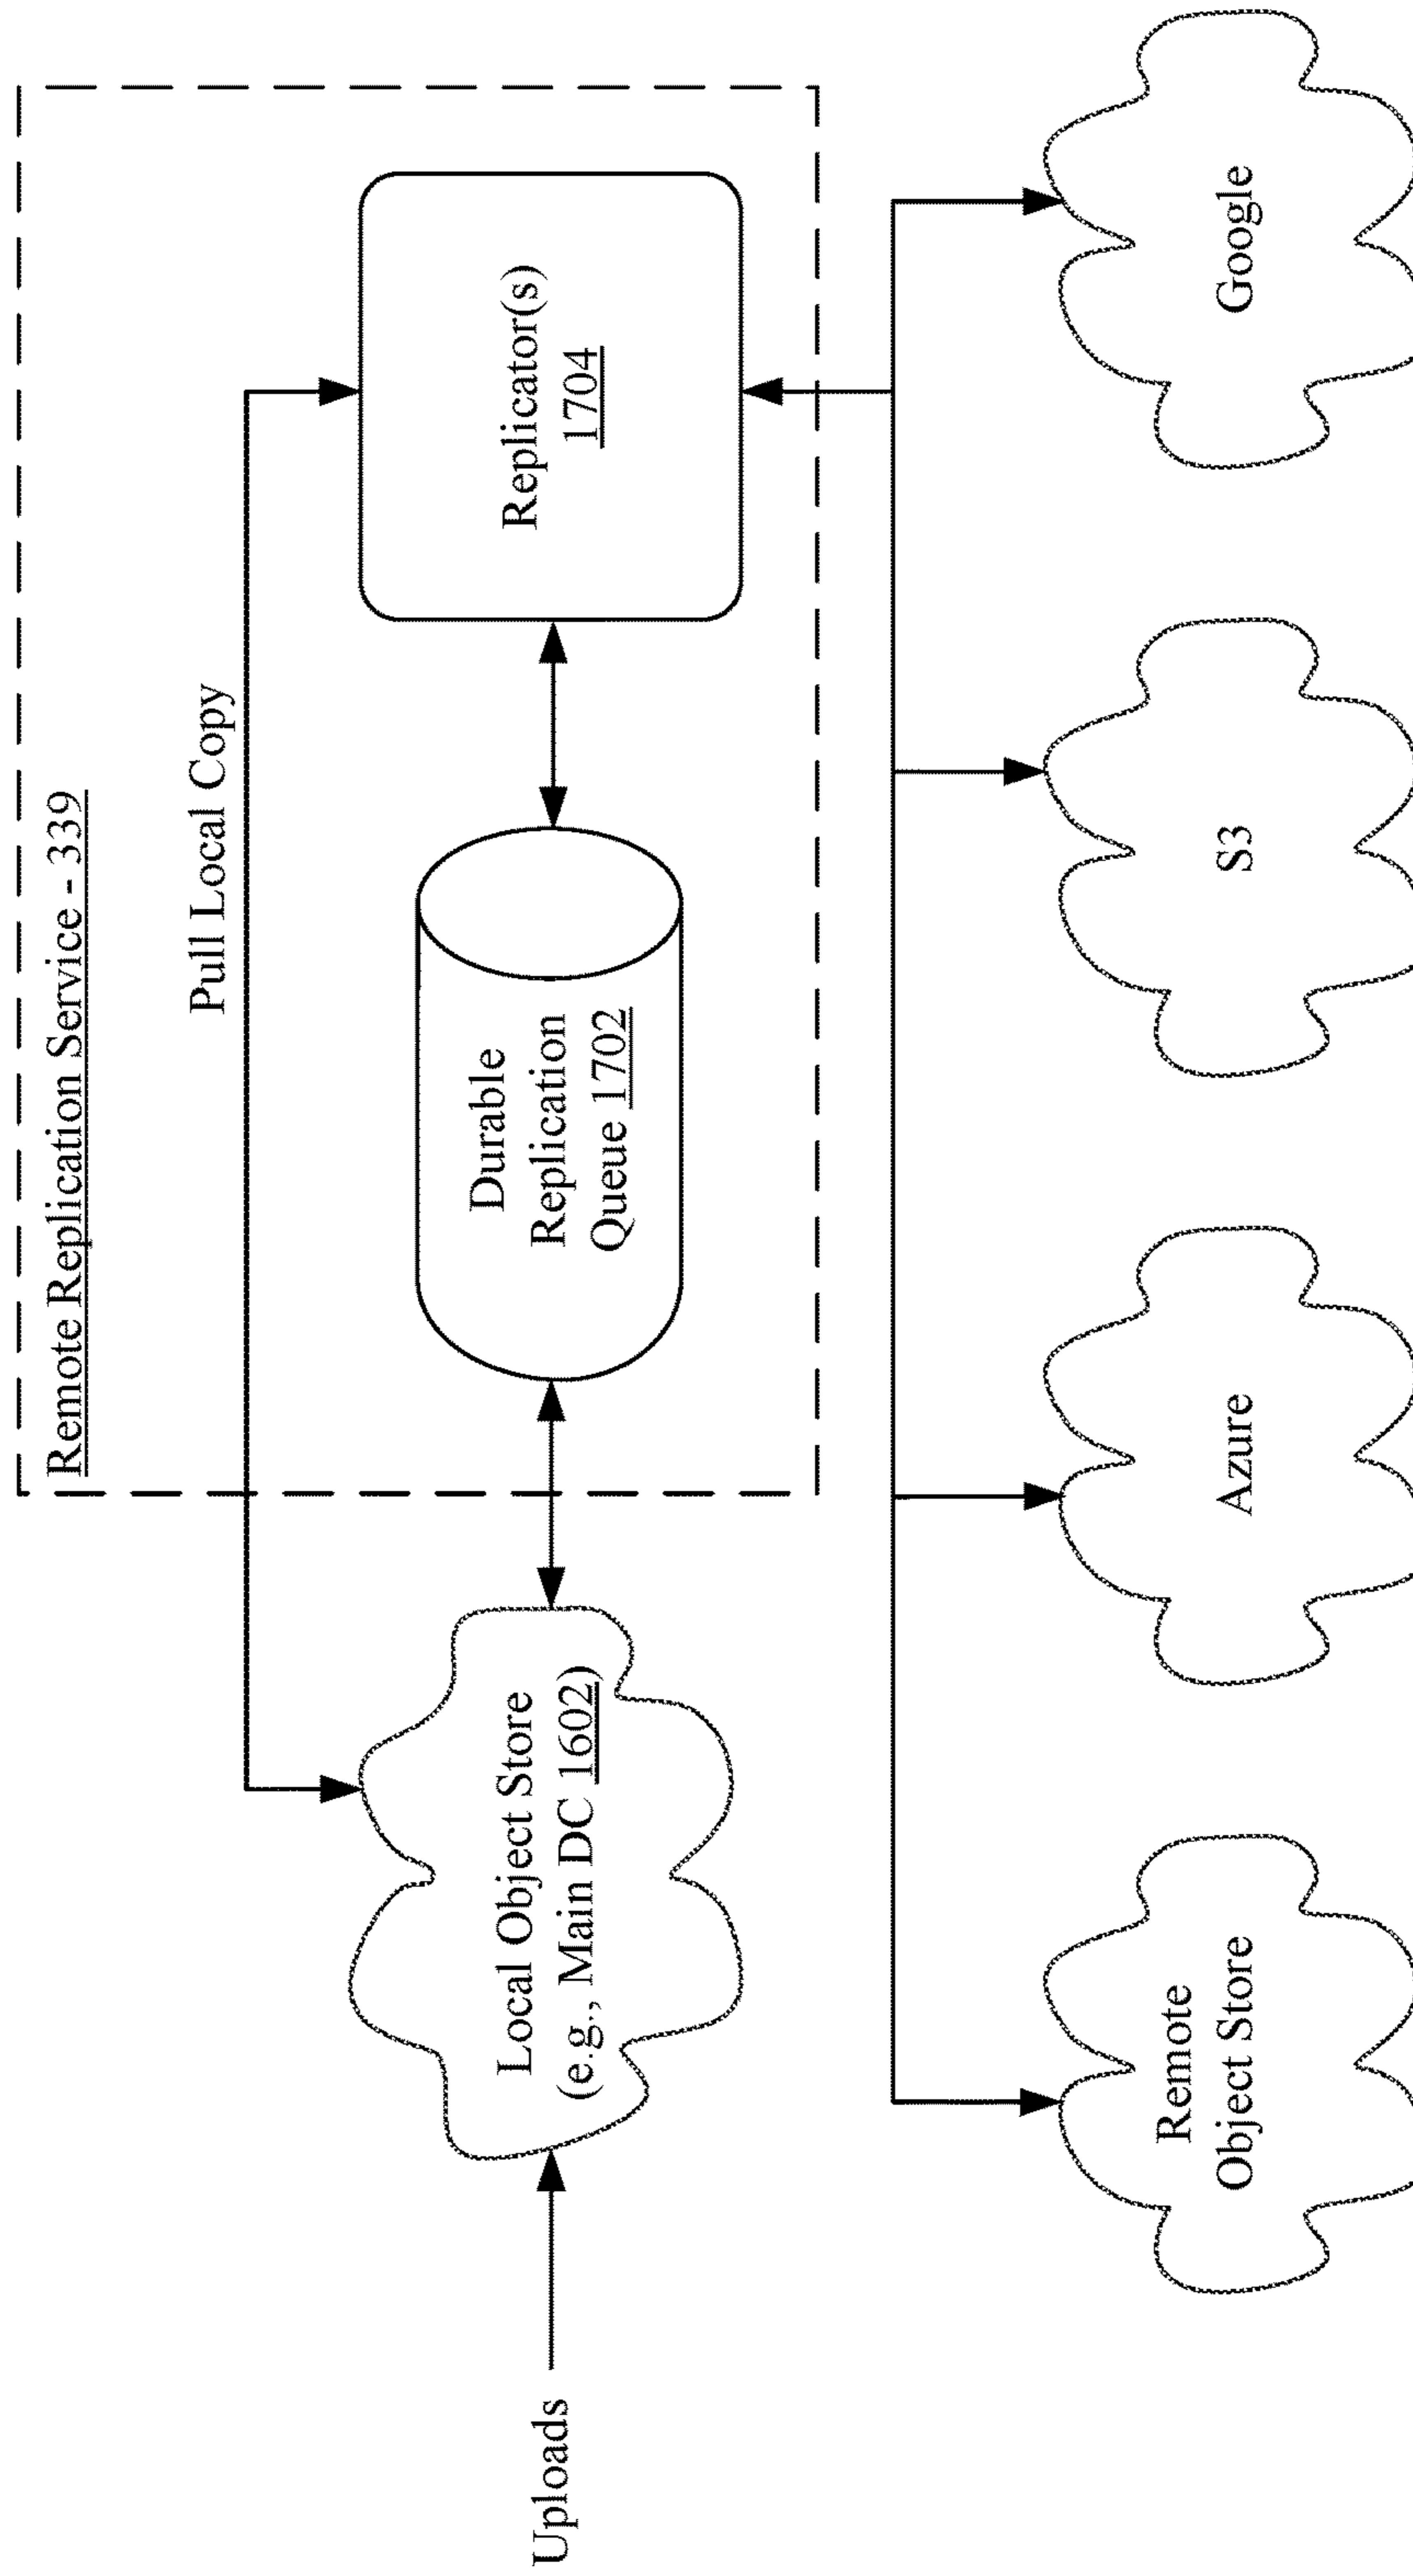 Remote Replication Service - 339
Pull Local Copy
Uploads
Local Object Store
(e.g., Main DC 1602)
Durable
Replication
Queue 1702
Replicator(s)
1704
Remote
Object Store
Azure
S3
Google